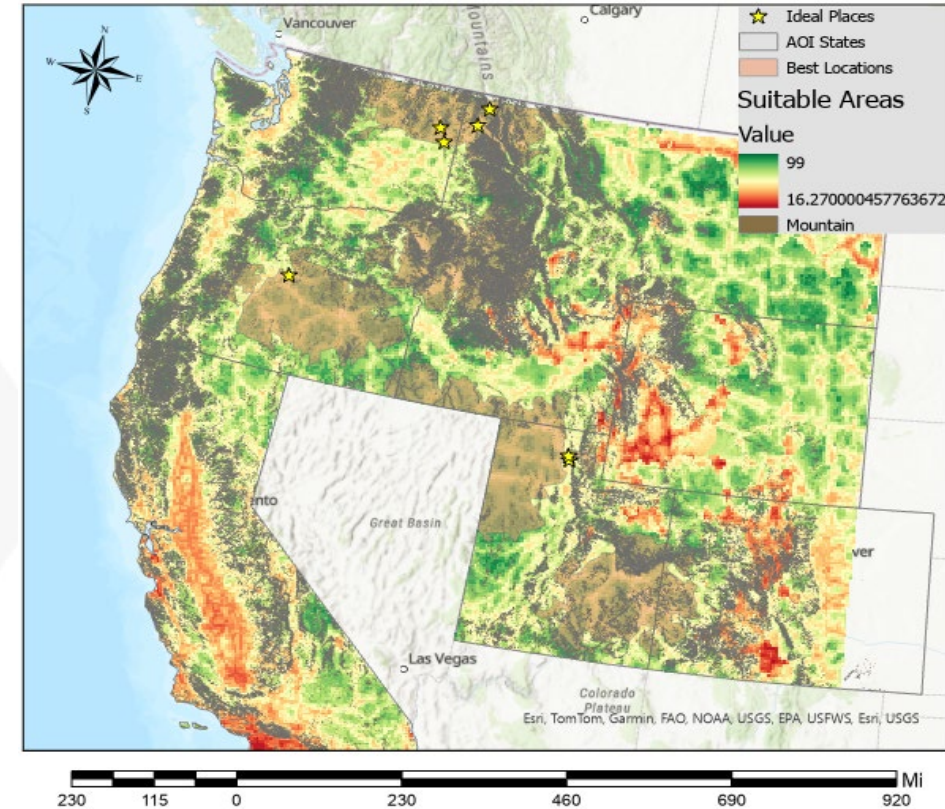 N
W
E
S
Vancouver
Mountains
Calgary
Ideal Places
AOI States
Best Locations
Suitable Areas
Value
99
16.270000457763672
Mountain
nto
Great Basin
ver
Las Vegas
Colorado
Plateau
Esri, TomTom, Garmin, FAO, NOAA, USGS, EPA, USFWS, Esri, USGS
Mi
230 115 0 230 460 690 920